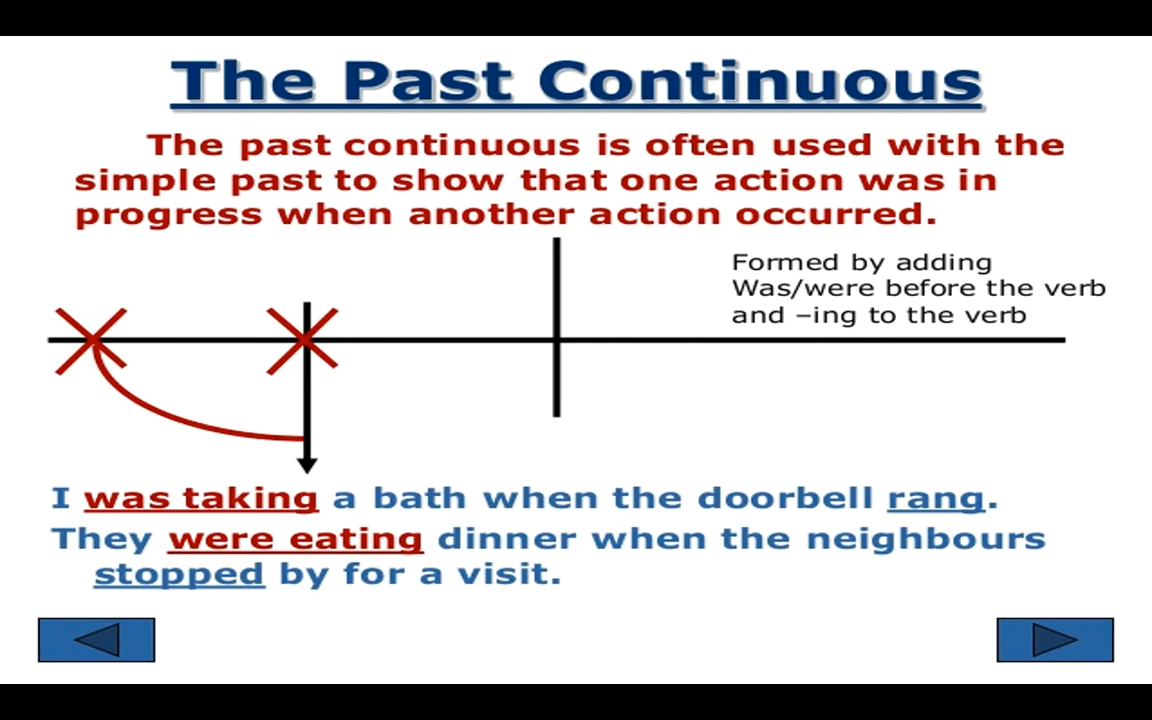 The Past Continuous
The past continuous is often used with the
simple past to show that one action was in
progress when another action occurred.
Formed by adding
Was/were before the verb
and –ing to the verb
I was taking a bath when the doorbell rang.
They were eating dinner when the neighbours
stopped by for a visit.